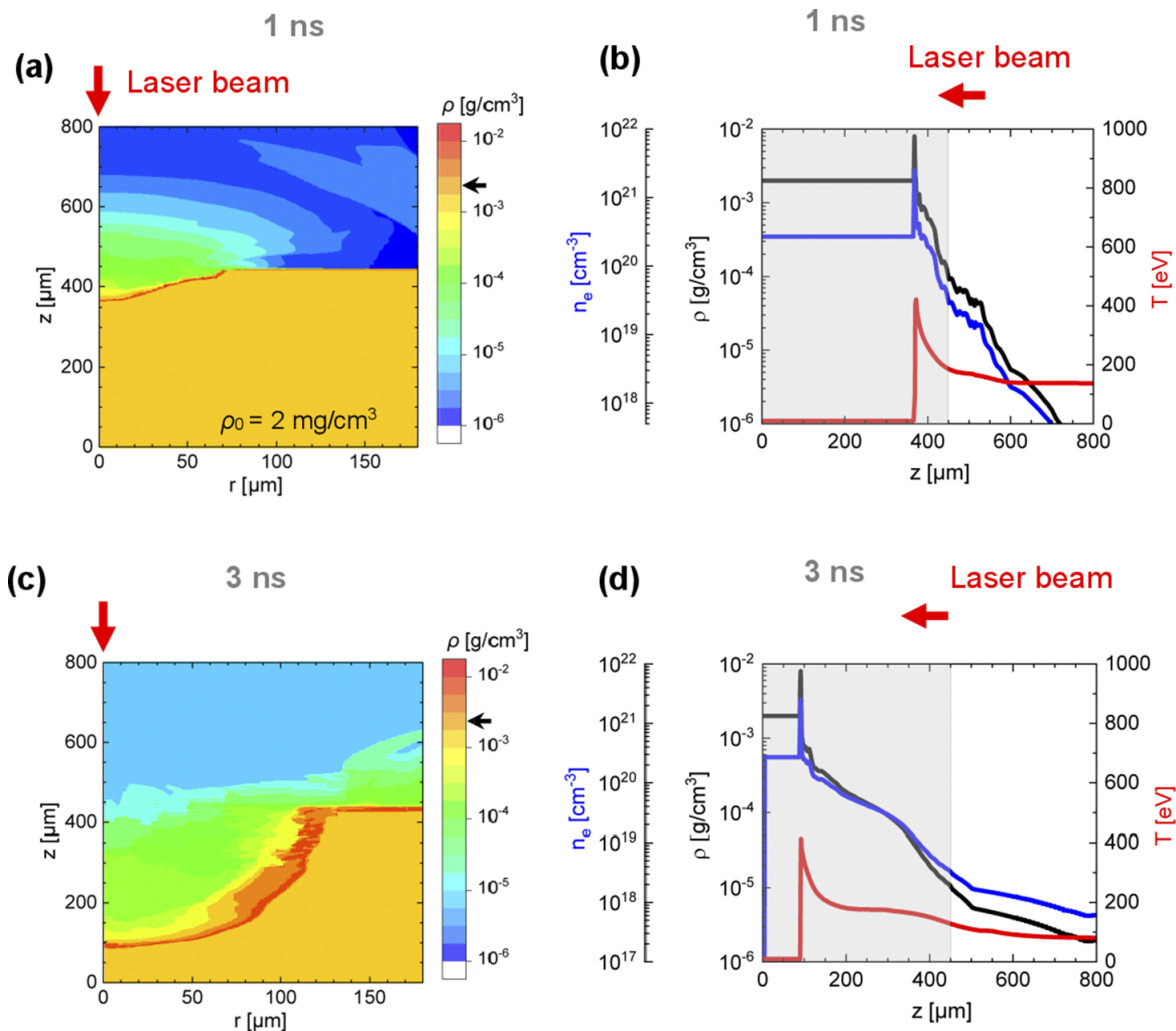 1 ns
(a)
Laser beam
ρ [g/cm³]
800
600
400
200
0
z [µm]
10⁻²
10⁻³
10⁻⁴
10⁻⁵
10⁻⁶
ρ₀ = 2 mg/cm³
0 50 100 150
r [µm]
1 ns
(b)
Laser beam
10²²
10²¹
10²⁰
10¹⁹
10¹⁸
nₑ [cm⁻³]
10⁻²
10⁻³
10⁻⁴
10⁻⁵
10⁻⁶
ρ [g/cm³]
1000
800
600
400
200
0
T [eV]
0 200 400 600 800
z [µm]
3 ns
(c)
ρ [g/cm³]
800
600
400
200
0
z [µm]
10⁻²
10⁻³
10⁻⁴
10⁻⁵
10⁻⁶
0 50 100 150
r [µm]
3 ns
(d)
Laser beam
10²²
10²¹
10²⁰
10¹⁹
10¹⁸
10¹⁷
nₑ [cm⁻³]
10⁻²
10⁻³
10⁻⁴
10⁻⁵
10⁻⁶
ρ [g/cm³]
1000
800
600
400
200
0
T [eV]
0 200 400 600 800
z [µm]